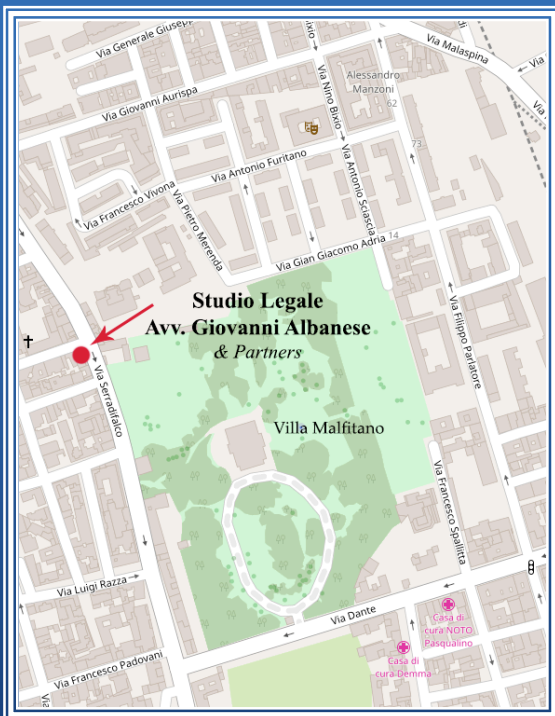 Via Generale Giusepp
Via Malaspina
Via Nino Bixio
Alessandro
Manzoni
62
Via Giovanni Aurispa
73
Via Antonio Furitano
Via Antonio Sciascia
Via Francesco Vivona
Via Pietro Merenda
14
Via Gian Giacomo Adria
Studio Legale
Avv. Giovanni Albanese
& Partners
Via Filippo Parlatore
Via Serradifalco
Villa Malfitano
Via Francesco Spallitta
Via Luigi Razza
Via Dante
Casa di
cura NOTO
Pasqualino
Via Francesco Padovani
Casa di
cura Demma